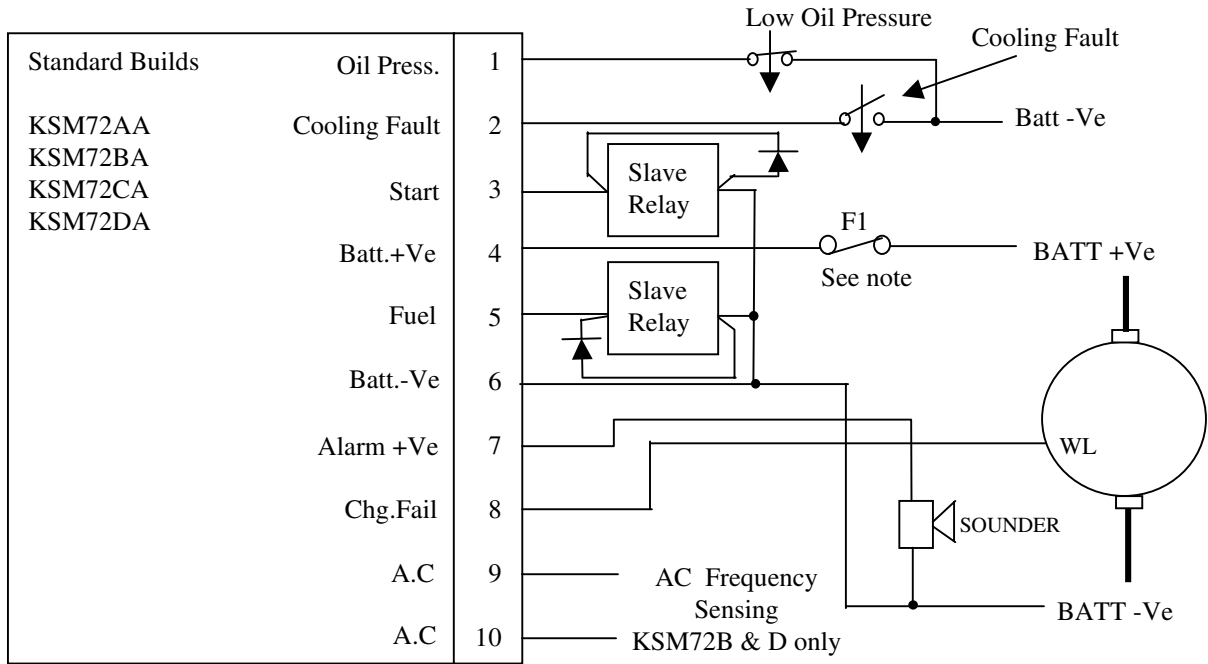 Low Oil Pressure
Cooling Fault
Standard Builds
Oil Press.
1
KSM72AA
Cooling Fault
2
Batt -Ve
KSM72BA
KSM72CA
Start
3
Slave
Relay
KSM72DA
F1
Batt.+Ve
4
BATT +Ve
See note
Fuel
5
Slave
Relay
Batt.-Ve
6
Alarm +Ve
7
WL
Chg.Fail
8
SOUNDER
A.C
9
AC Frequency
Sensing
KSM72B & D only
BATT -Ve
A.C
10